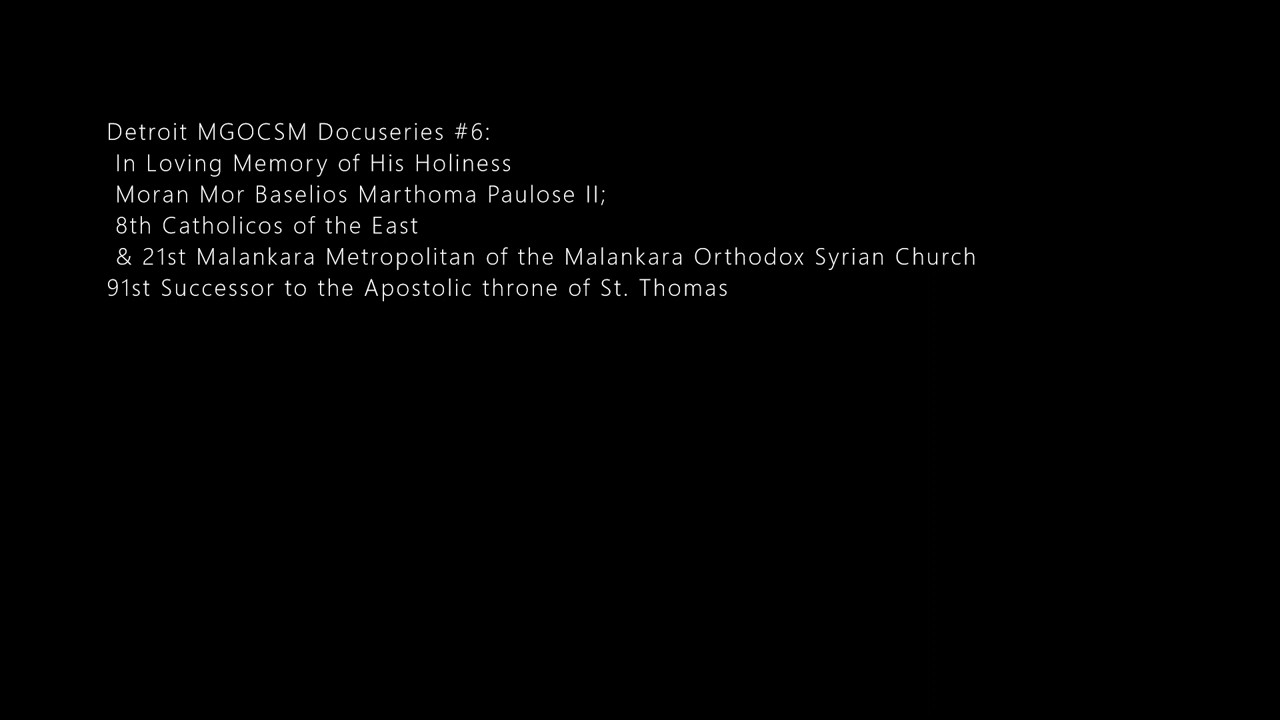 Detroit MGOCSM Docuseries #6:
In Loving Memory of His Holiness
Moran Mor Baselios Marthoma Paulose II;
8th Catholicos of the East
& 21st Malankara Metropolitan of the Malankara Orthodox Syrian Church
91st Successor to the Apostolic throne of St. Thomas